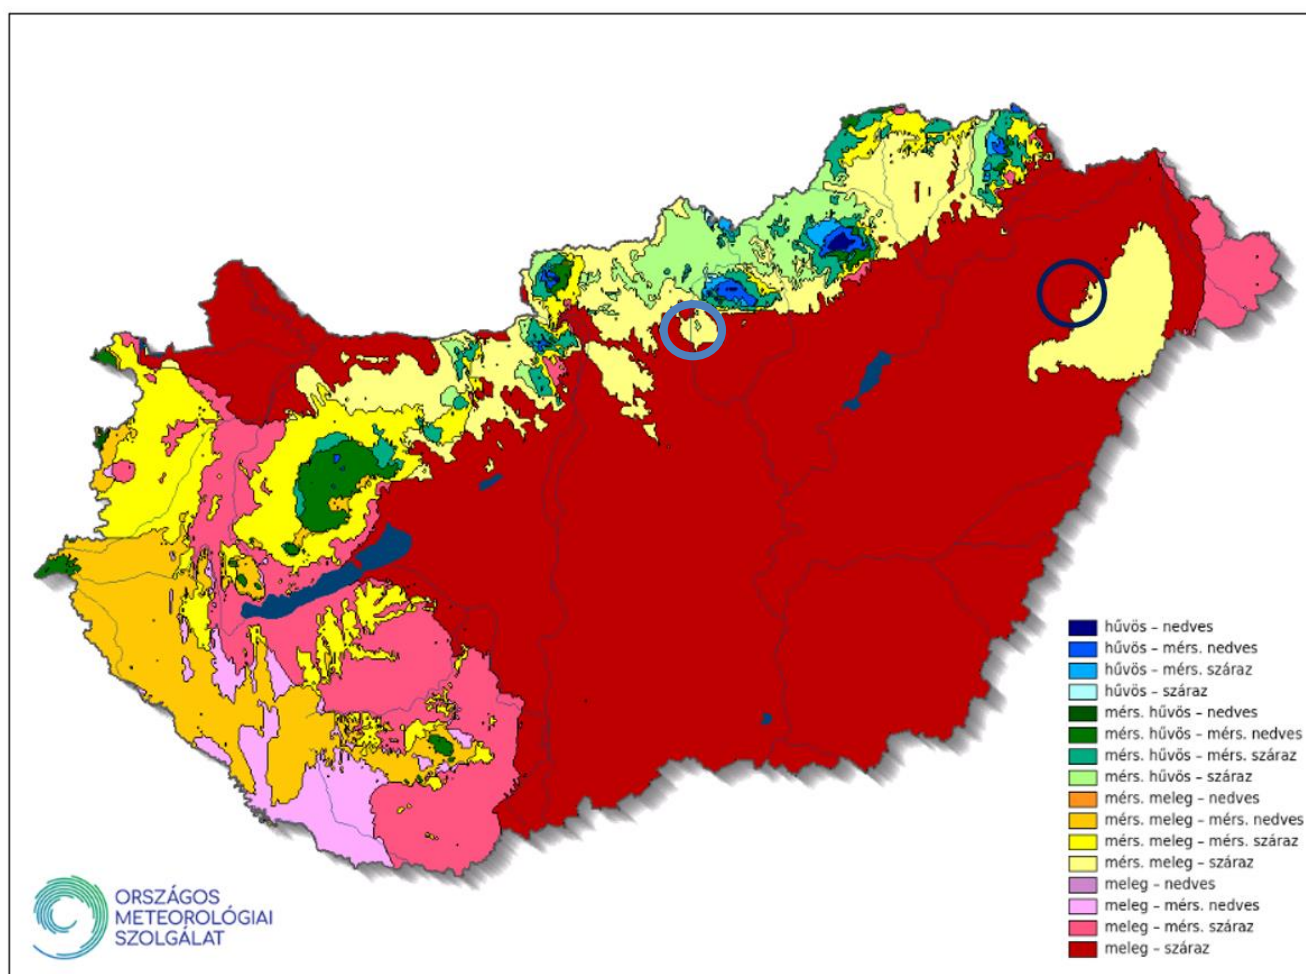 hűvös – nedves
hűvös – mérs. nedves
hűvös – mérs. száraz
hűvös – száraz
mérs. hűvös – nedves
mérs. hűvös – mérs. nedves
mérs. hűvös – mérs. száraz
mérs. hűvös – száraz
mérs. meleg – nedves
mérs. meleg – mérs. nedves
mérs. meleg – mérs. száraz
mérs. meleg – száraz
meleg – nedves
meleg – mérs. nedves
meleg – mérs. száraz
meleg – száraz
ORSZÁGOS
METEOROLÓGIAI
SZOLGÁLAT